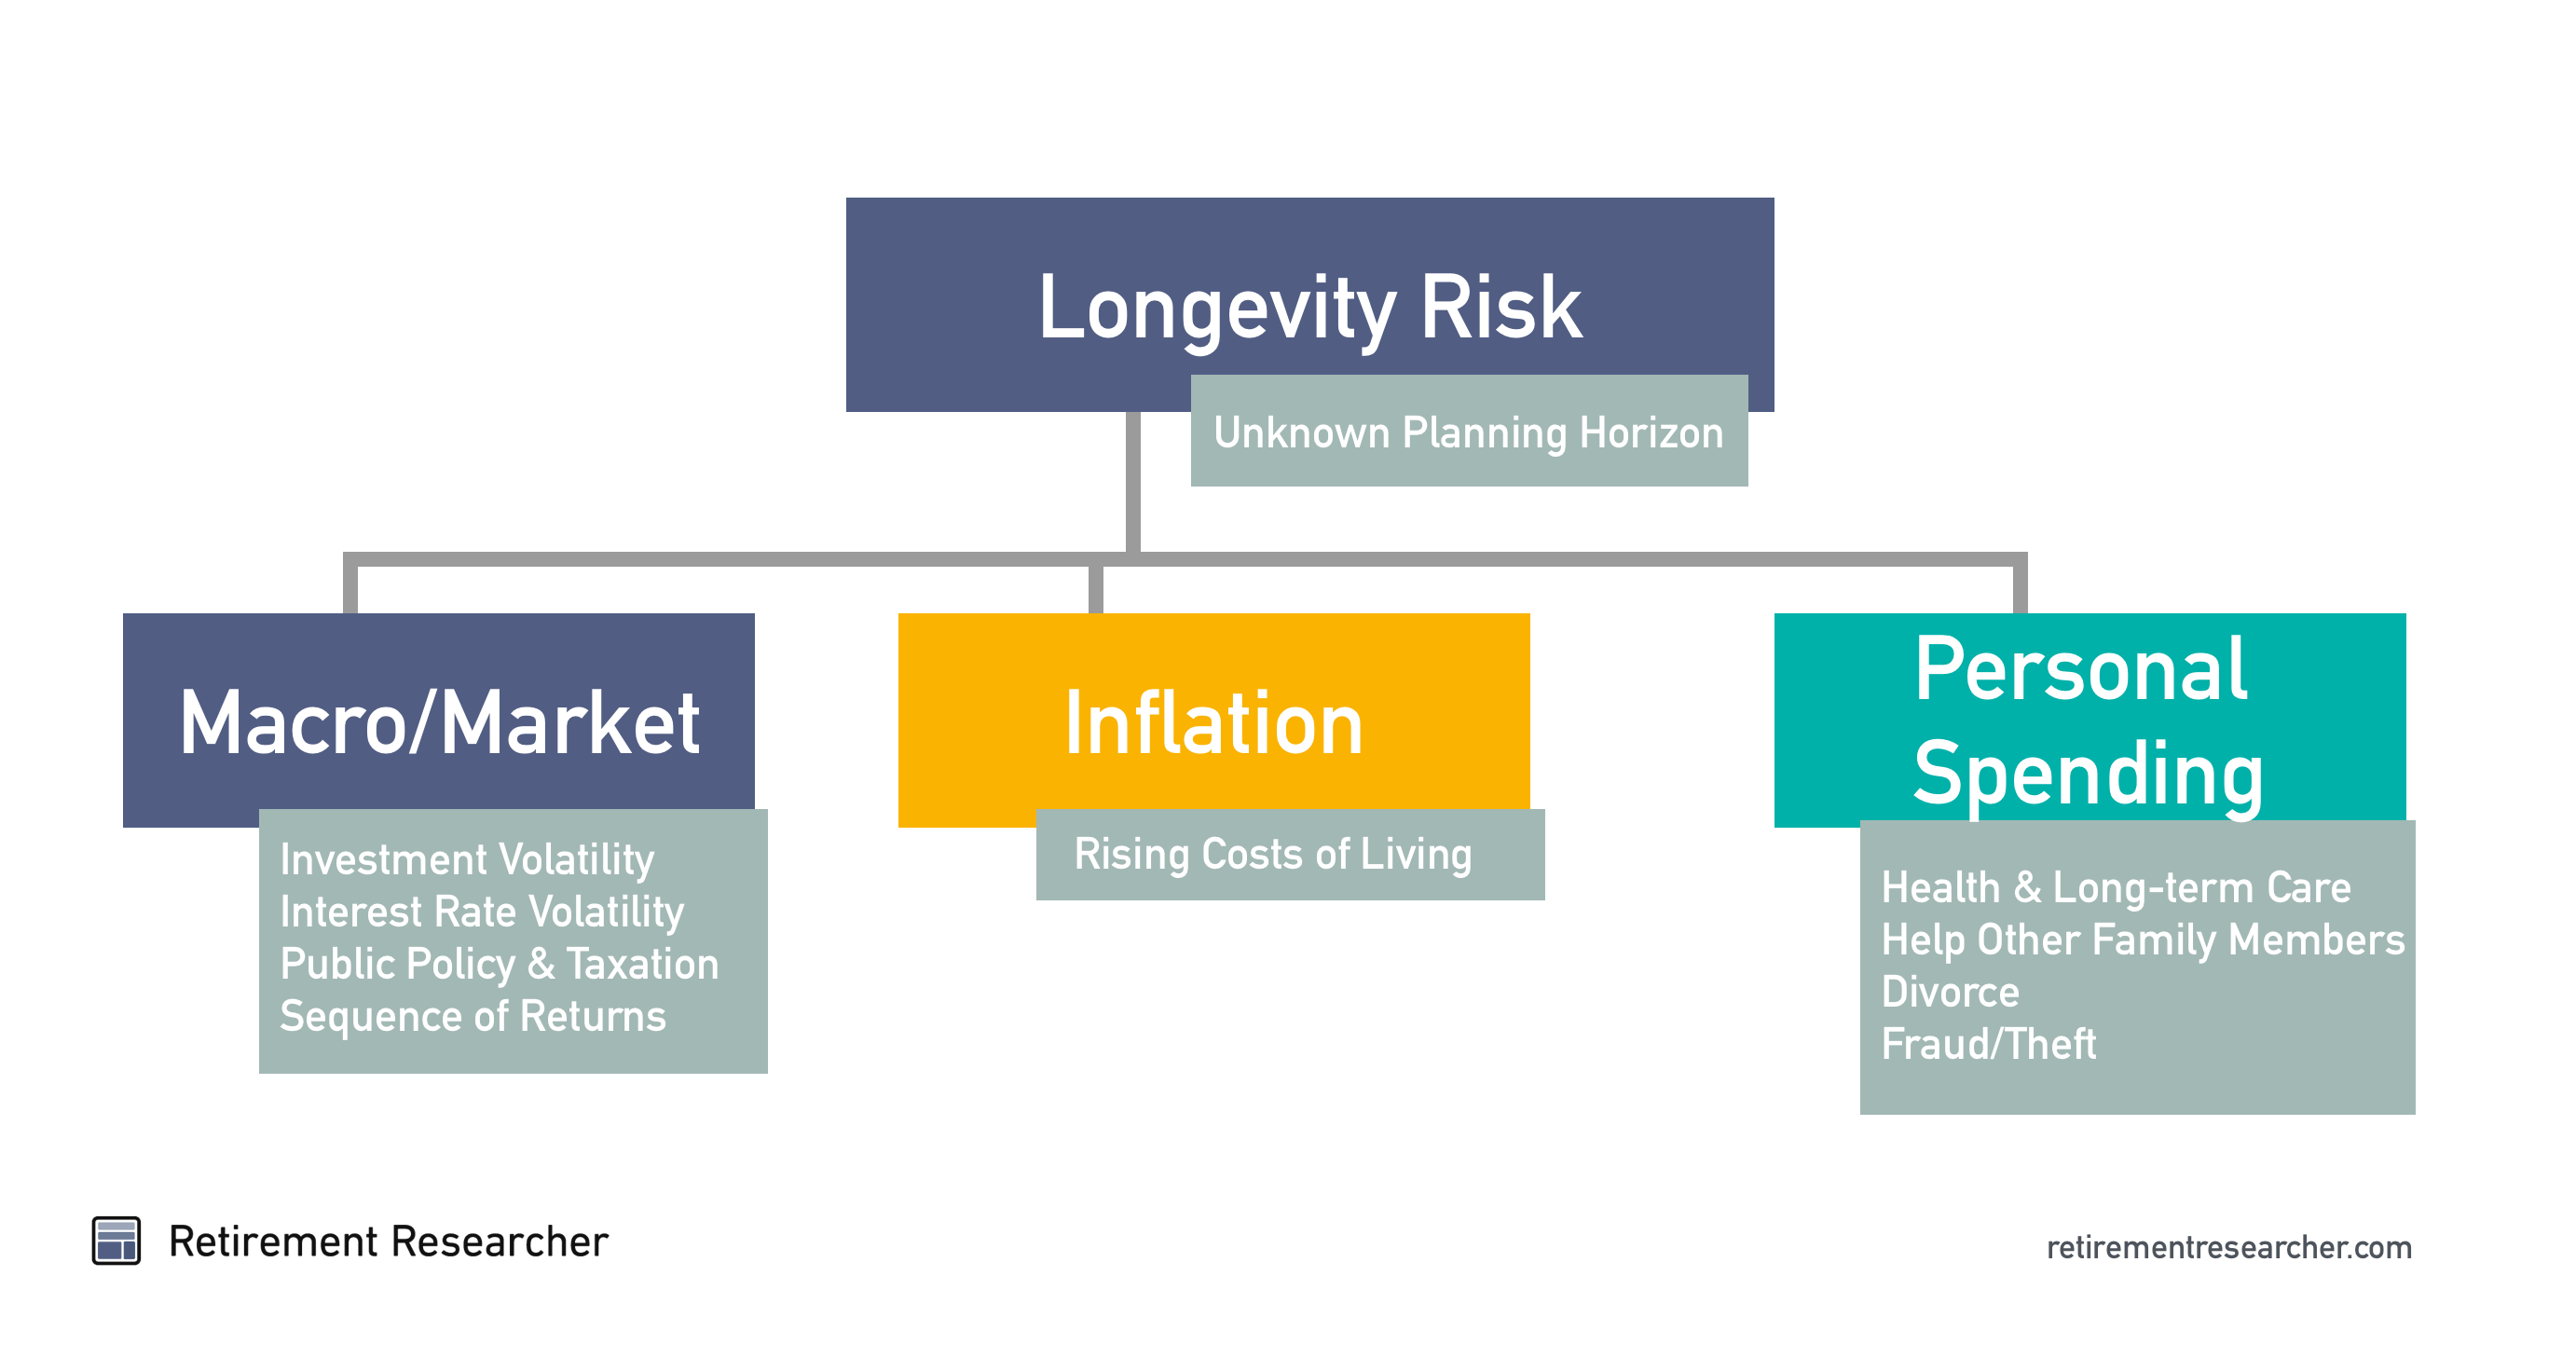 Longevity Risk
Unknown Planning Horizon
Macro/Market
Investment Volatility
Interest Rate Volatility
Public Policy & Taxation
Sequence of Returns
Inflation
Rising Costs of Living
Personal
Spending
Health & Long-term Care
Help Other Family Members
Divorce
Fraud/Theft
Retirement Researcher
retirementresearcher.com